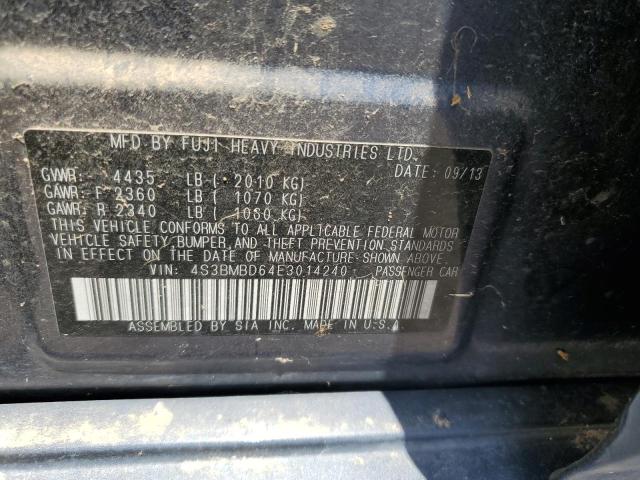 MFD BY FUJI HEAVY INDUSTRIES LTD.
DATE: 09/13
GVWR: 4435 LB ( 2010 KG)
GAWR: F 2360 LB ( 1070 KG)
GAWR: R 2340 LB ( 1060 KG)
THIS VEHICLE CONFORMS TO ALL APPLICABLE FEDERAL MOTOR
VEHICLE SAFETY, BUMPER, AND THEFT PREVENTION STANDARDS
IN EFFECT ON THE DATE OF MANUFACTURE SHOWN ABOVE.
VIN: 4S3BMBD64E3014240 PASSENGER CAR
ASSEMBLED BY SIA INC. MADE IN U.S.A.